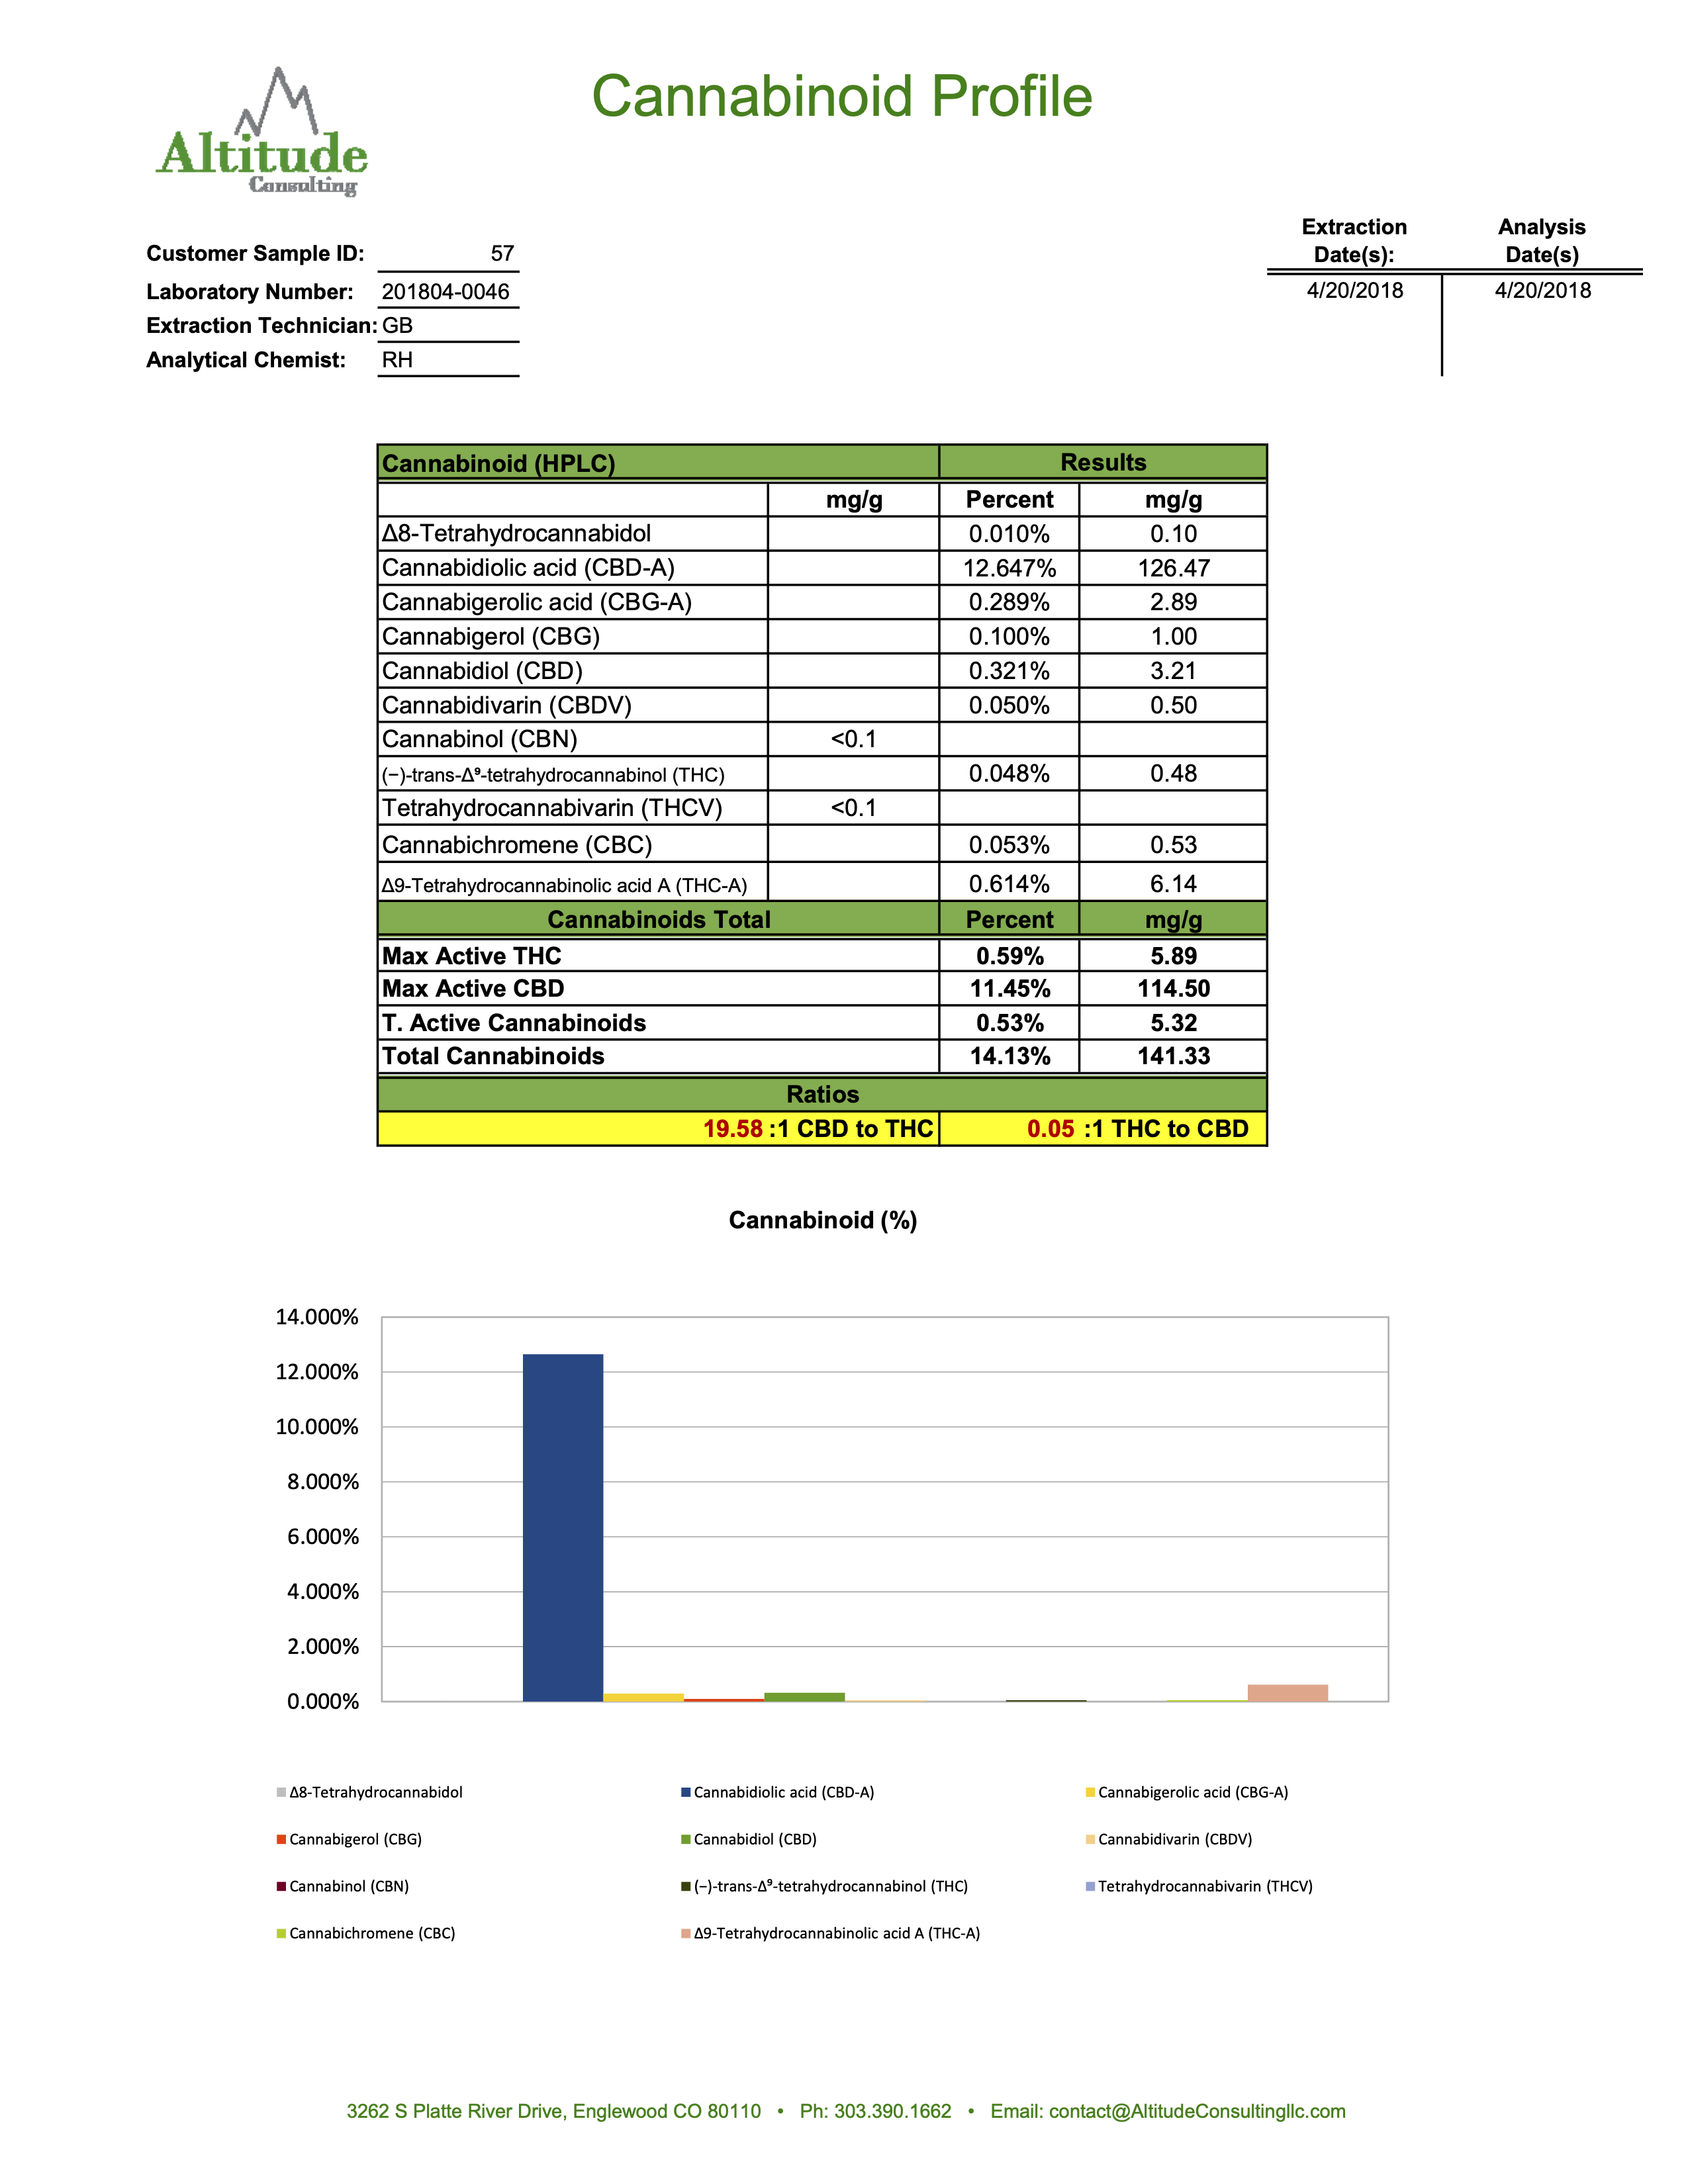 Cannabinoid Profile
Altitude
Consulting
Extraction Date(s): Analysis Date(s)
4/20/2018 4/20/2018
Customer Sample ID: 57
Laboratory Number: 201804-0046
Extraction Technician: GB
Analytical Chemist: RH
Cannabinoid (HPLC) Results
mg/g Percent mg/g
Δ8-Tetrahydrocannabidol 0.010% 0.10
Cannabidiolic acid (CBD-A) 12.647% 126.47
Cannabigerolic acid (CBG-A) 0.289% 2.89
Cannabigerol (CBG) 0.100% 1.00
Cannabidiol (CBD) 0.321% 3.21
Cannabidivarin (CBDV) 0.050% 0.50
Cannabinol (CBN) <0.1
(−)-trans-Δ⁹-tetrahydrocannabinol (THC) 0.048% 0.48
Tetrahydrocannabivarin (THCV) <0.1
Cannabichromene (CBC) 0.053% 0.53
Δ9-Tetrahydrocannabinolic acid A (THC-A) 0.614% 6.14
Cannabinoids Total Percent mg/g
Max Active THC 0.59% 5.89
Max Active CBD 11.45% 114.50
T. Active Cannabinoids 0.53% 5.32
Total Cannabinoids 14.13% 141.33
Ratios
19.58 :1 CBD to THC 0.05 :1 THC to CBD
Cannabinoid (%)
14.000%
12.000%
10.000%
8.000%
6.000%
4.000%
2.000%
0.000%
Δ8-Tetrahydrocannabidol Cannabidiolic acid (CBD-A) Cannabigerolic acid (CBG-A)
Cannabigerol (CBG) Cannabidiol (CBD) Cannabidivarin (CBDV)
Cannabinol (CBN) (−)-trans-Δ⁹-tetrahydrocannabinol (THC) Tetrahydrocannabivarin (THCV)
Cannabichromene (CBC) Δ9-Tetrahydrocannabinolic acid A (THC-A)
3262 S Platte River Drive, Englewood CO 80110 • Ph: 303.390.1662 • Email: contact@AltitudeConsultingllc.com